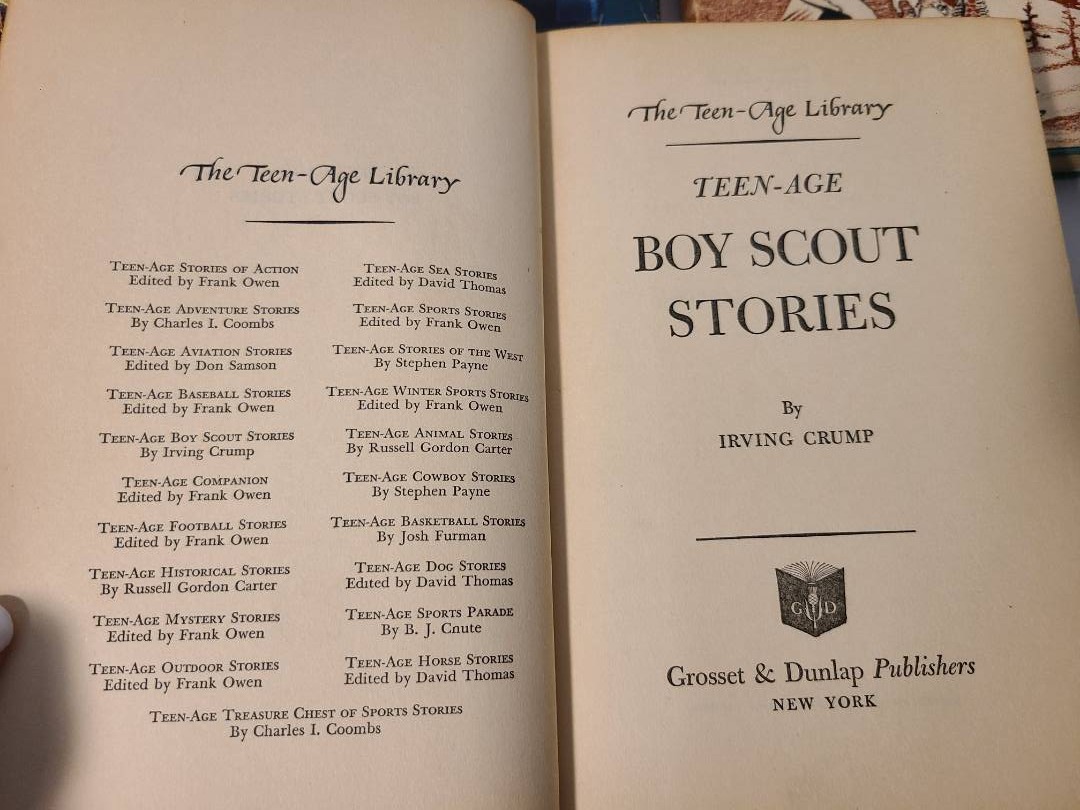 The Teen-Age Library
TEEN-AGE STORIES OF ACTION
Edited by Frank Owen
TEEN-AGE ADVENTURE STORIES
By Charles I. Coombs
TEEN-AGE AVIATION STORIES
Edited by Don Samson
TEEN-AGE BASEBALL STORIES
Edited by Frank Owen
TEEN-AGE BOY SCOUT STORIES
By Irving Crump
TEEN-AGE COMPANION
Edited by Frank Owen
TEEN-AGE FOOTBALL STORIES
Edited by Frank Owen
TEEN-AGE HISTORICAL STORIES
By Russell Gordon Carter
TEEN-AGE MYSTERY STORIES
Edited by Frank Owen
TEEN-AGE OUTDOOR STORIES
Edited by Frank Owen
TEEN-AGE SEA STORIES
Edited by David Thomas
TEEN-AGE SPORTS STORIES
Edited by Frank Owen
TEEN-AGE STORIES OF THE WEST
By Stephen Payne
TEEN-AGE WINTER SPORTS STORIES
Edited by Frank Owen
TEEN-AGE ANIMAL STORIES
By Russell Gordon Carter
TEEN-AGE COWBOY STORIES
By Stephen Payne
TEEN-AGE BASKETBALL STORIES
By Josh Furman
TEEN-AGE DOG STORIES
Edited by David Thomas
TEEN-AGE SPORTS PARADE
By B. J. Cnute
TEEN-AGE HORSE STORIES
Edited by David Thomas
TEEN-AGE TREASURE CHEST OF SPORTS STORIES
By Charles I. Coombs
The Teen-Age Library
TEEN-AGE
BOY SCOUT
STORIES
By
IRVING CRUMP
G D
Grosset & Dunlap Publishers
NEW YORK